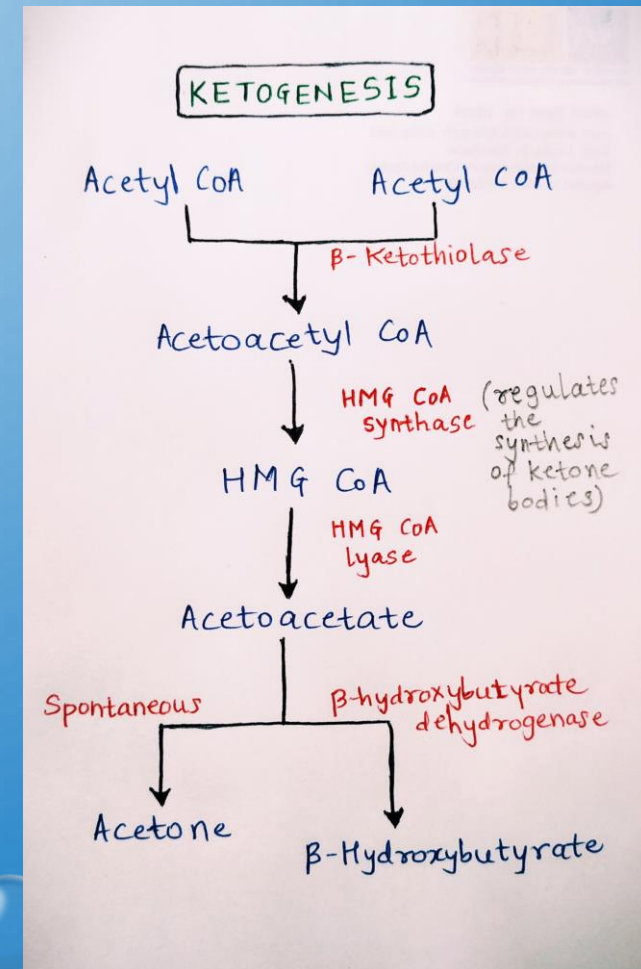 KETOGENESIS
Acetyl CoA Acetyl CoA
β-Ketothiolase
Acetoacetyl CoA
HMG CoA (regulates
synthase the
synthesis
of ketone
bodies)
HMG CoA
HMG CoA
lyase
Acetoacetate
Spontaneous β-hydroxybutyrate
dehydrogenase
Acetone
β-Hydroxybutyrate